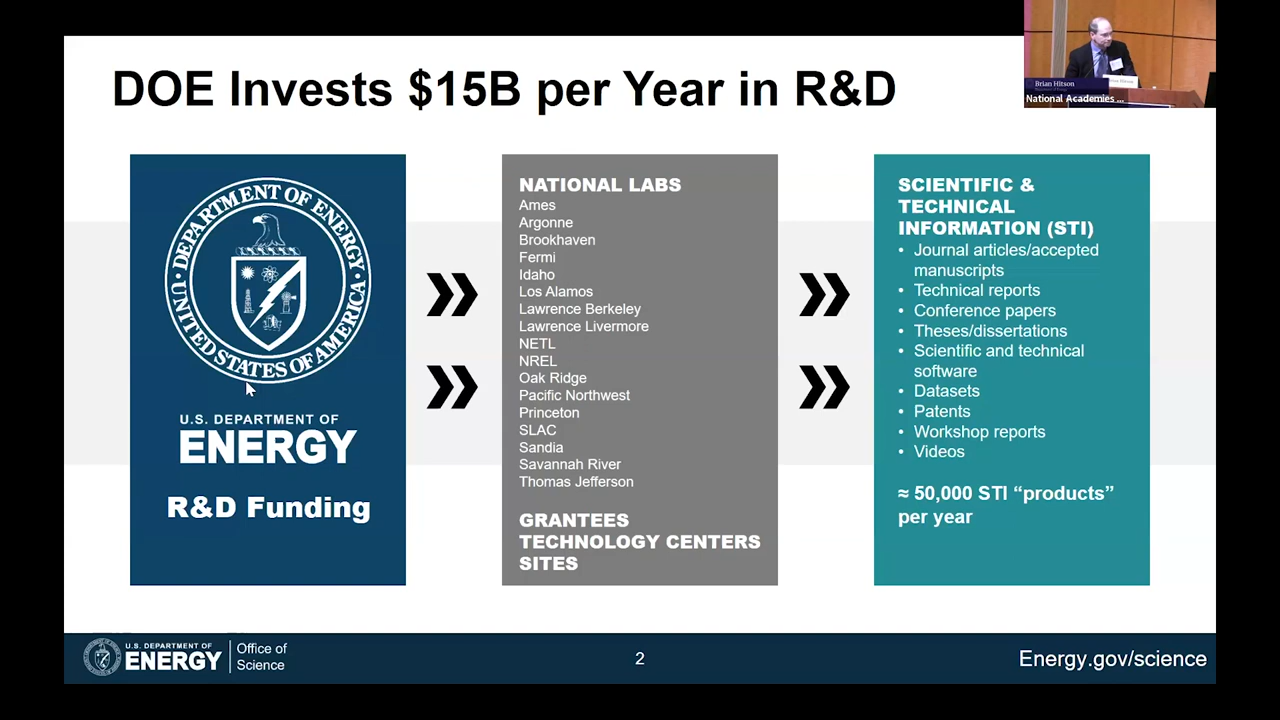 DOE Invests $15B per Year in R&D
Brian Hitson
National Academies ...
DEPARTMENT OF ENERGY
UNITED STATES OF AMERICA
U.S. DEPARTMENT OF
ENERGY
R&D Funding
NATIONAL LABS
Ames
Argonne
Brookhaven
Fermi
Idaho
Los Alamos
Lawrence Berkeley
Lawrence Livermore
NETL
NREL
Oak Ridge
Pacific Northwest
Princeton
SLAC
Sandia
Savannah River
Thomas Jefferson
GRANTEES
TECHNOLOGY CENTERS
SITES
SCIENTIFIC &
TECHNICAL
INFORMATION (STI)
• Journal articles/accepted
manuscripts
• Technical reports
• Conference papers
• Theses/dissertations
• Scientific and technical
software
• Datasets
• Patents
• Workshop reports
• Videos
≈ 50,000 STI “products”
per year
U.S. DEPARTMENT OF
ENERGY
Office of
Science
2
Energy.gov/science